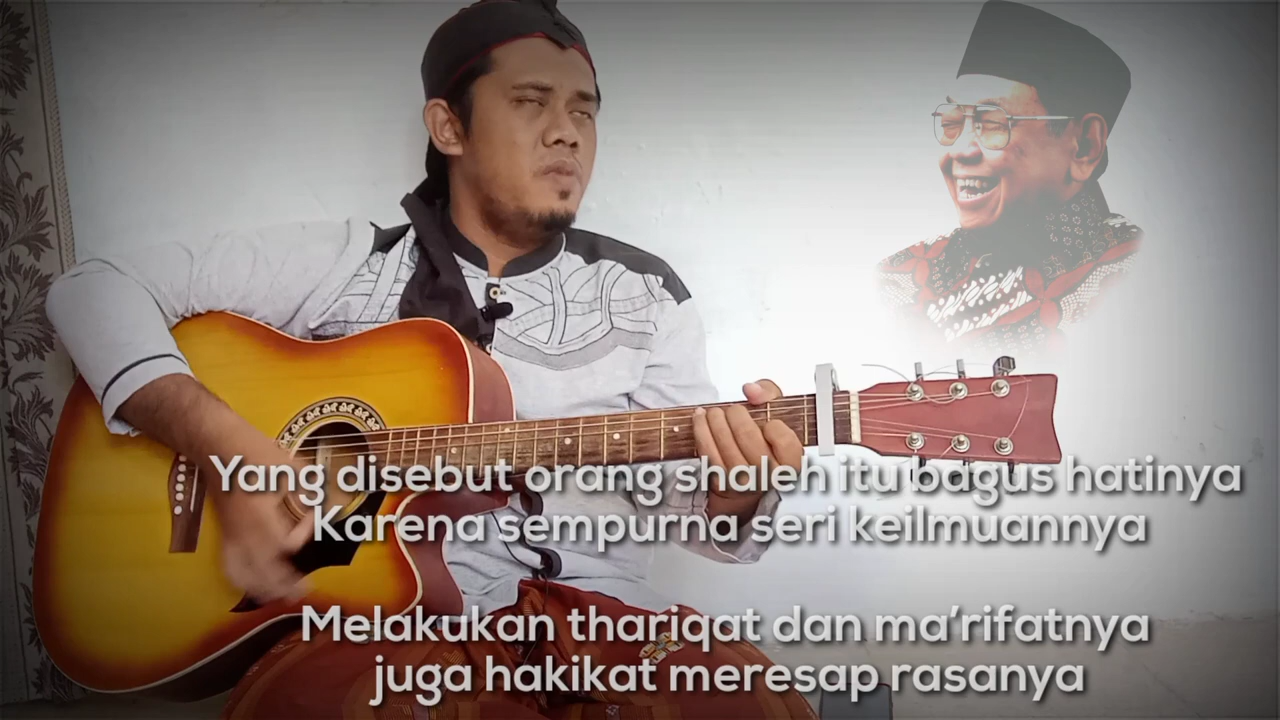 Yang disebut orang shaleh itu bagus hatinya
Karena sempurna seri keilmuannya
Melakukan thariqat dan ma'rifatnya
juga hakikat meresap rasanya